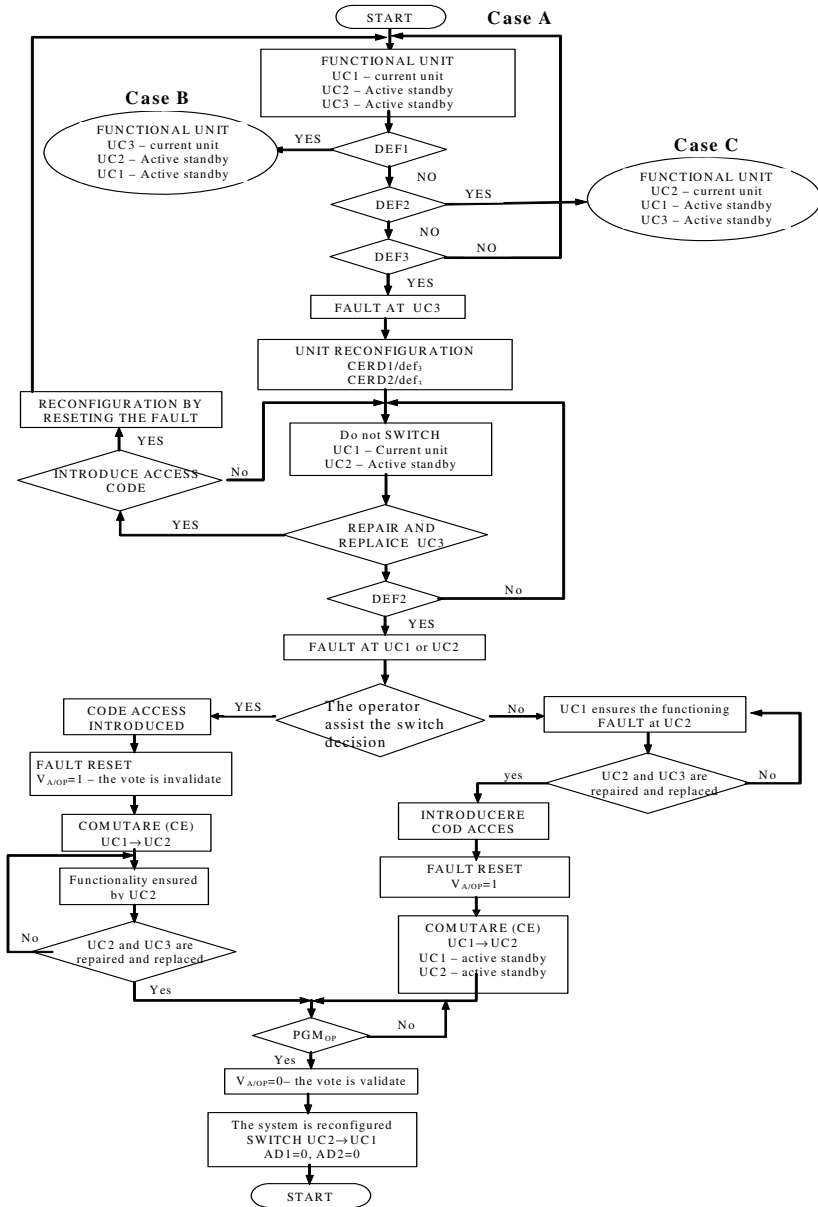 START
Case A
FUNCTIONAL UNIT
UC1 – current unit
UC2 – Active standby
UC3 – Active standby
Case B
FUNCTIONAL UNIT
UC3 – current unit
UC2 – Active standby
UC1 – Active standby
YES
DEF1
Case C
FUNCTIONAL UNIT
UC2 – current unit
UC1 – Active standby
UC3 – Active standby
NO
YES
DEF2
NO
DEF3
NO
YES
FAULT AT UC3
UNIT RECONFIGURATION
CERD1/def₃
CERD2/def₃
RECONFIGURATION BY
RESETING THE FAULT
YES
Do not SWITCH
UC1 – Current unit
UC2 – Active standby
INTRODUCE ACCESS
CODE
No
YES
REPAIR AND
REPLAICE UC3
DEF2
No
YES
FAULT AT UC1 or UC2
The operator
assist the switch
decision
YES
No
CODE ACCESS
INTRODUCED
UC1 ensures the functioning
FAULT at UC2
FAULT RESET
V_A/OP=1 – the vote is invalidate
UC2 and UC3 are
repaired and replaced
yes
No
COMUTARE (CE)
UC1→UC2
INTRODUCERE
COD ACCES
FAULT RESET
V_A/OP=1
Functionality ensured
by UC2
COMUTARE (CE)
UC1→UC2
UC1 – active standby
UC2 – active standby
No
UC2 and UC3 are
repaired and replaced
Yes
PGM_OP
No
Yes
V_A/OP=0– the vote is validate
The system is reconfigured
SWITCH UC2→UC1
AD1=0, AD2=0
START